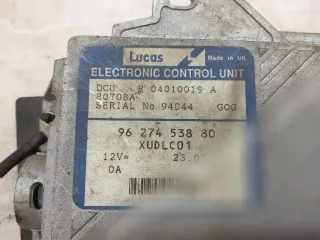 Lucas
Made in UK
ELECTRONIC CONTROL UNIT
DCU R 04010019 A
80708A
SERIAL No 94044 GOG
96 274 538 80
XUDLC01
12V= 23.0
0A